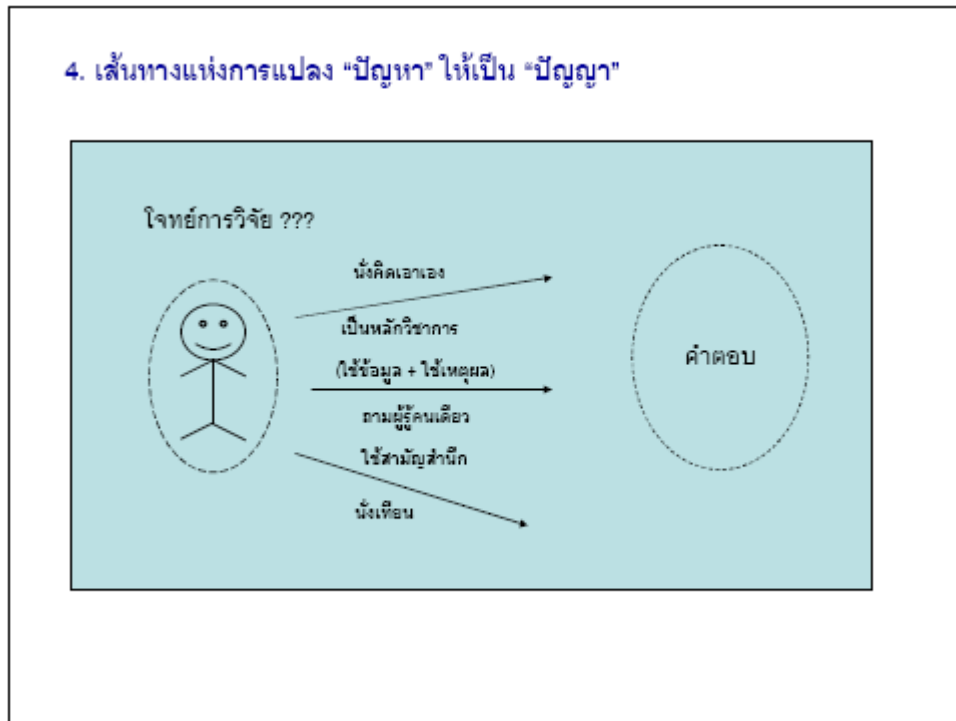 4. เส้นทางแห่งการแปลง “ปัญหา” ให้เป็น “ปัญญา”
โจทย์การวิจัย ???
นั่งคิดเอาเอง
เป็นหลักวิชาการ
(ใช้ข้อมูล + ใช้เหตุผล)
ถามผู้รู้คนเดียว
ใช้สามัญสำนึก
นั่งเทียน
คำตอบ